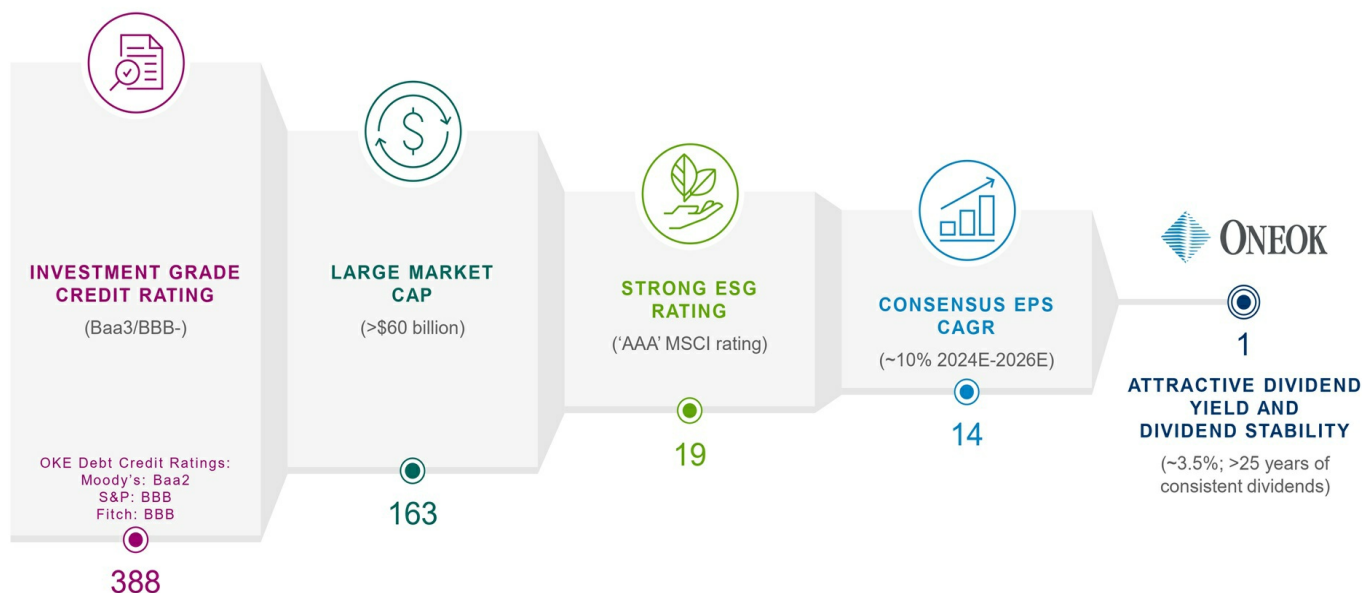 INVESTMENT GRADE
CREDIT RATING
(Baa3/BBB-)
OKE Debt Credit Ratings:
Moody's: Baa2
S&P: BBB
Fitch: BBB
388
$
LARGE MARKET
CAP
(>$60 billion)
163
STRONG ESG
RATING
(‘AAA’ MSCI rating)
19
CONSENSUS EPS
CAGR
(~10% 2024E-2026E)
14
ONEOK
1
ATTRACTIVE DIVIDEND
YIELD AND
DIVIDEND STABILITY
(~3.5%; >25 years of
consistent dividends)